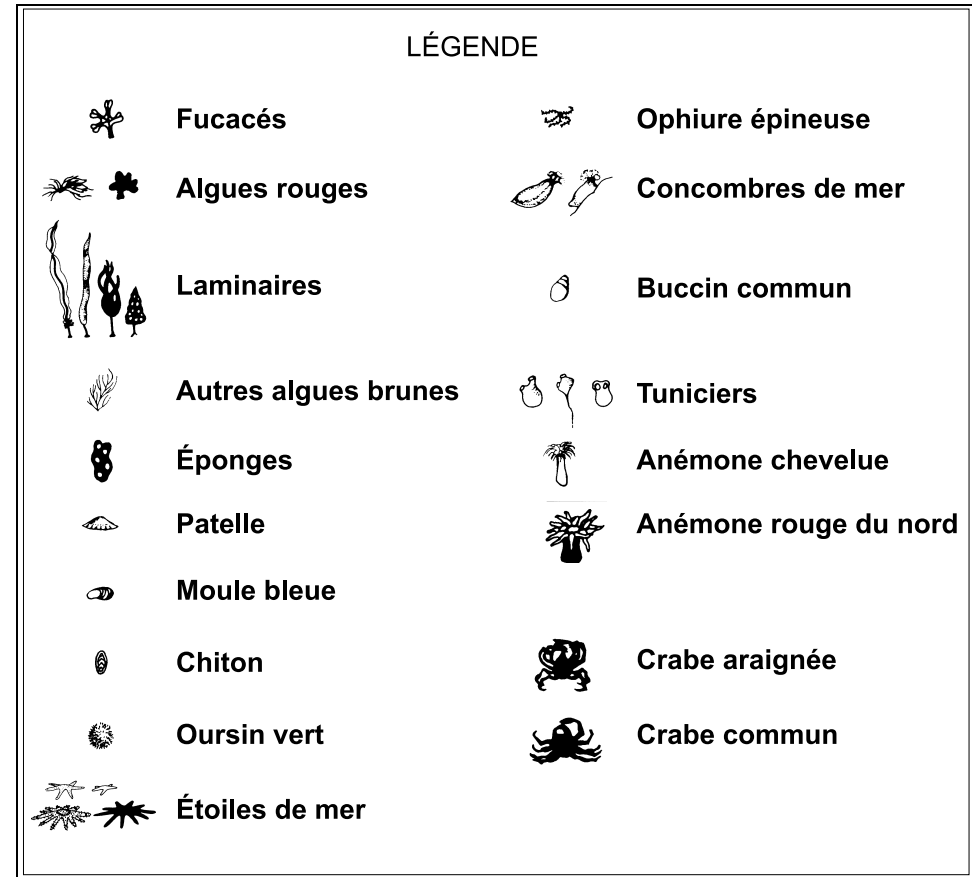 LÉGENDE
Fucacés
Algues rouges
Laminaires
Autres algues brunes
Éponges
Patelle
Moule bleue
Chiton
Oursin vert
Étoiles de mer
Ophiure épineuse
Concombres de mer
Buccin commun
Tuniciers
Anémone chevelue
Anémone rouge du nord
Crabe araignée
Crabe commun